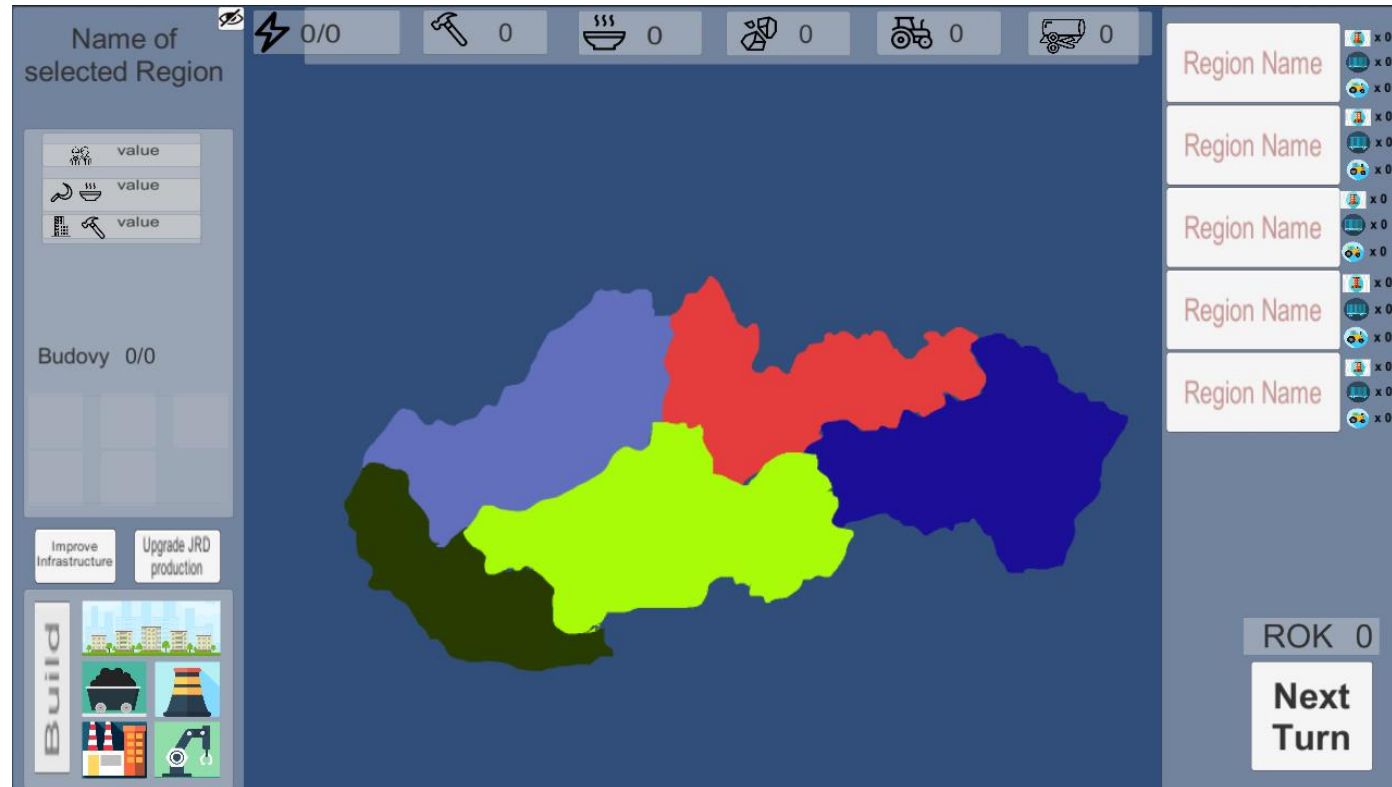 Name of
selected Region
0/0
0
0
0
0
0
value
value
value
Budovy 0/0
Improve
Infrastructure
Upgrade JRD
production
Build
Region Name
x 0
x 0
x 0
Region Name
x 0
x 0
x 0
Region Name
x 0
x 0
x 0
Region Name
x 0
x 0
x 0
Region Name
x 0
x 0
x 0
ROK 0
Next
Turn